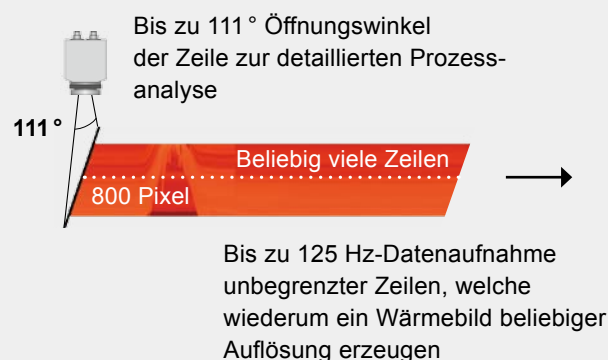 Bis zu 111° Öffnungswinkel
der Zeile zur detaillierten Prozess-
analyse
111°
Beliebig viele Zeilen
800 Pixel
Bis zu 125 Hz-Datenaufnahme
unbegrenzter Zeilen, welche
wiederum ein Wärmebild beliebiger
Auflösung erzeugen